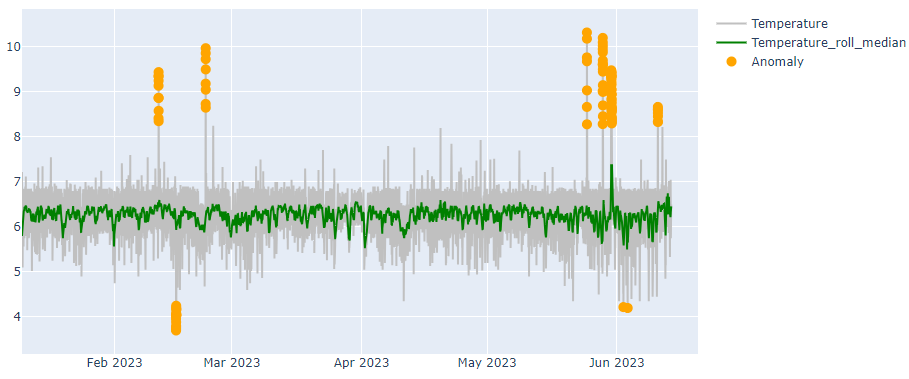 Temperature
Temperature_roll_median
Anomaly
10
9
8
7
6
5
4
Feb 2023
Mar 2023
Apr 2023
May 2023
Jun 2023